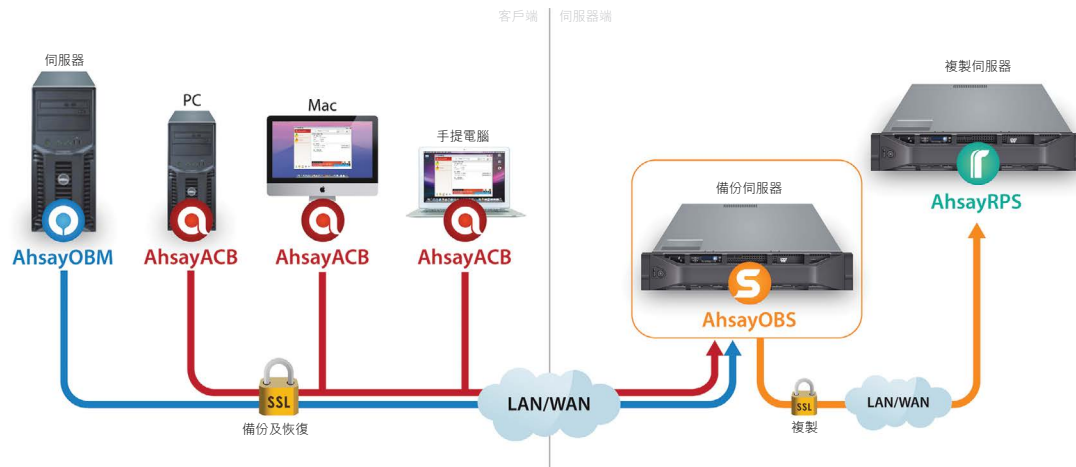 客戶端
伺服器端
伺服器
PC
Mac
手提電腦
備份伺服器
複製伺服器
AhsayOBM
AhsayACB
AhsayACB
AhsayACB
AhsayOBS
AhsayRPS
SSL
備份及恢復
LAN/WAN
SSL
複製
LAN/WAN